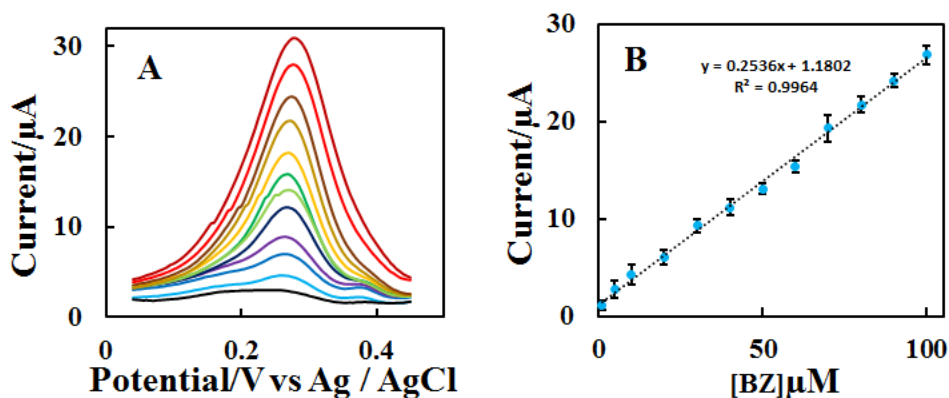 A
30
20
10
0
Current/µA
0
0.2
0.4
Potential/V vs Ag / AgCl
B
y = 0.2536x + 1.1802
R² = 0.9964
30
20
10
0
Current/µA
0
50
100
[BZ]µM